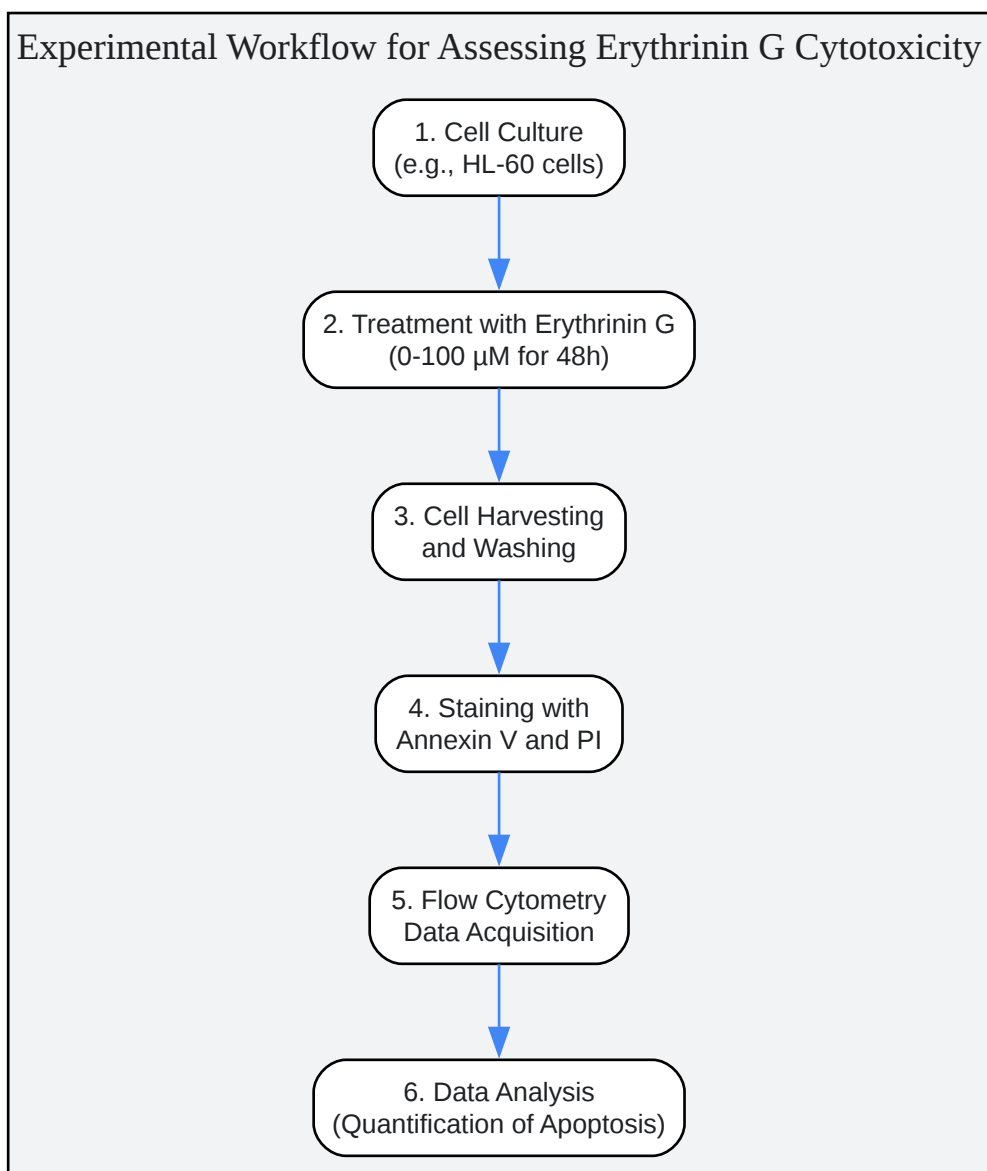 Experimental Workflow for Assessing Erythrinin G Cytotoxicity
1. Cell Culture
(e.g., HL-60 cells)
2. Treatment with Erythrinin G
(0-100 µM for 48h)
3. Cell Harvesting
and Washing
4. Staining with
Annexin V and PI
5. Flow Cytometry
Data Acquisition
6. Data Analysis
(Quantification of Apoptosis)